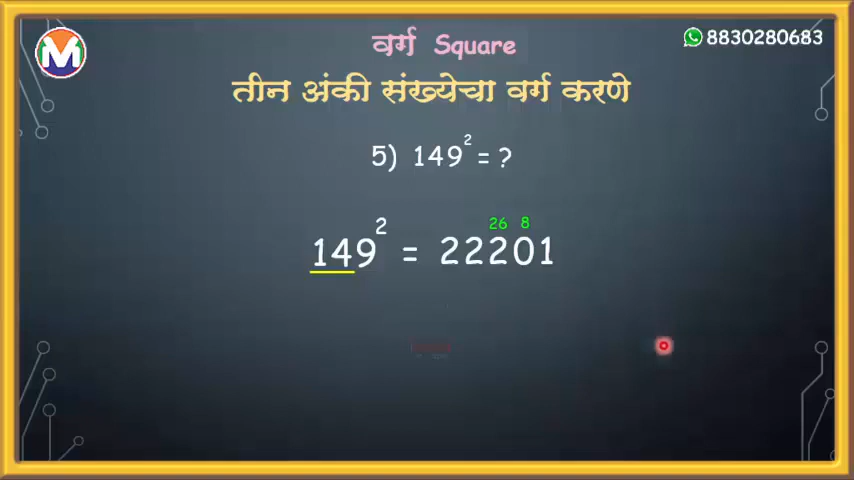 वर्ग Square
8830280683
तीन अंकी संख्येचा वर्ग करणे
5) 149² = ?
26 8
149² = 22201